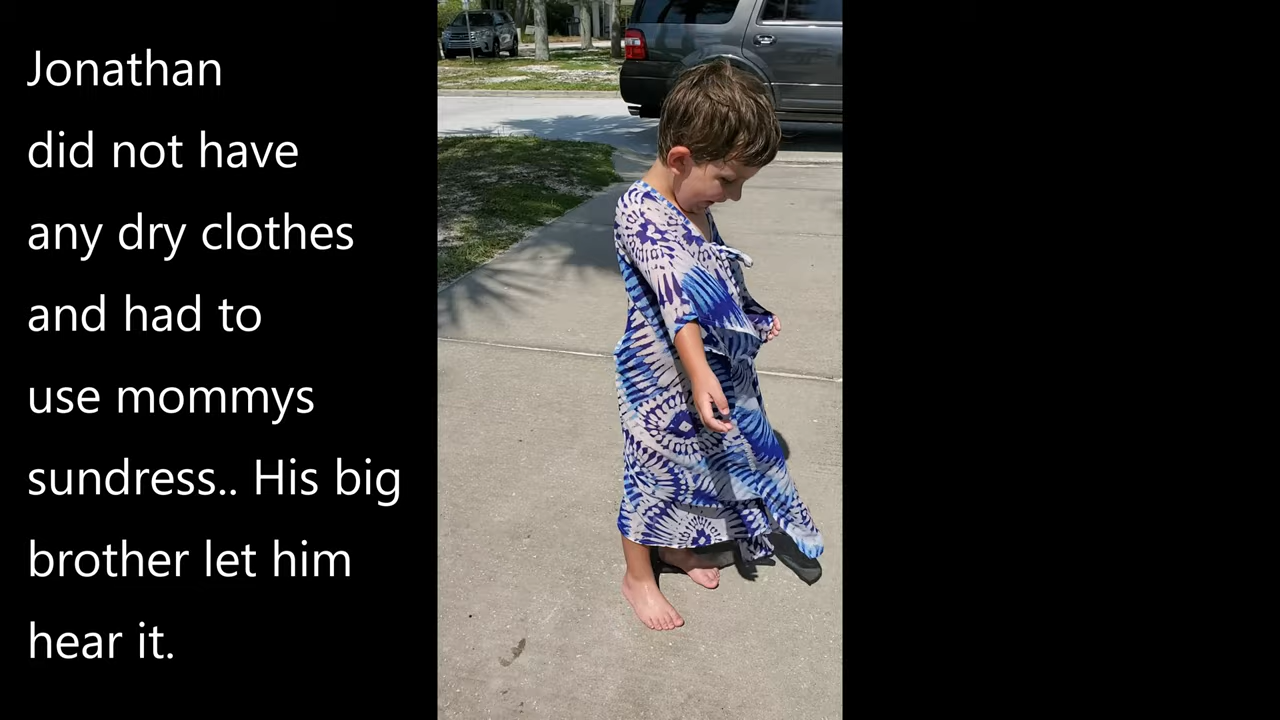 Jonathan
did not have
any dry clothes
and had to
use mommys
sundress.. His big
brother let him
hear it.